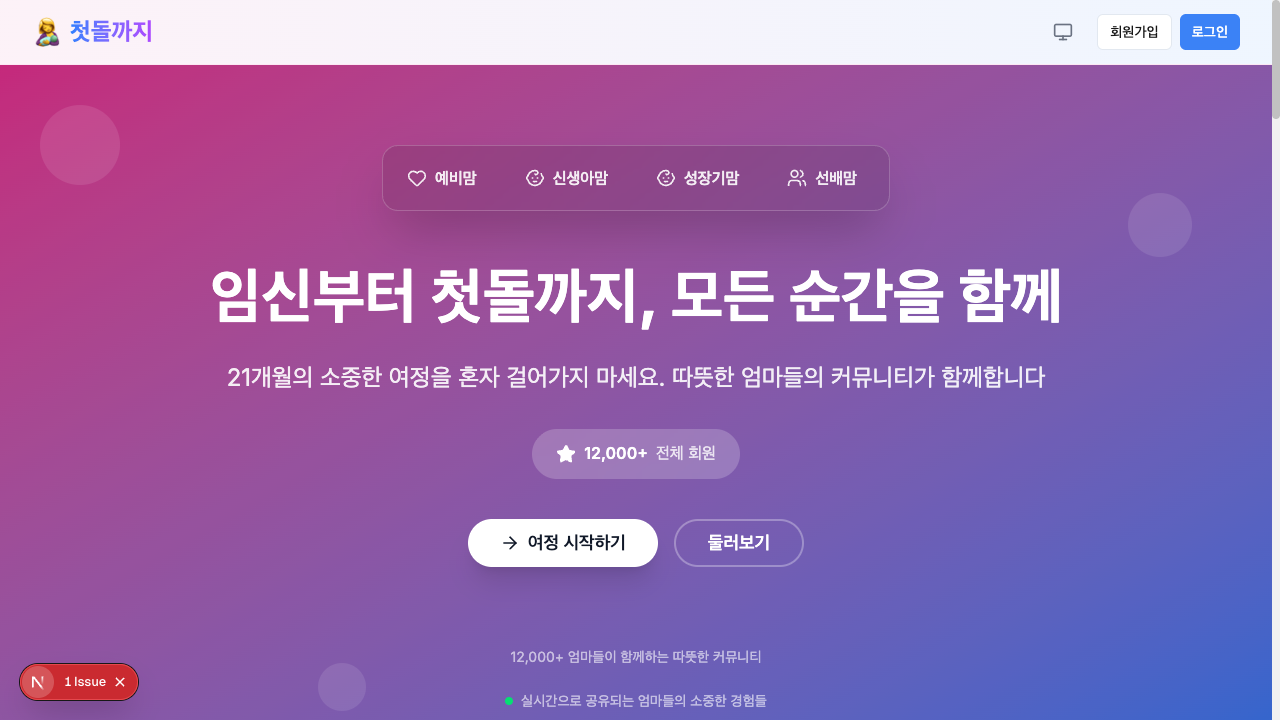 첫돌까지
회원가입
로그인
예비맘 신생아맘 성장기맘 선배맘
임신부터 첫돌까지, 모든 순간을 함께
21개월의 소중한 여정을 혼자 걸어가지 마세요. 따뜻한 엄마들의 커뮤니티가 함께합니다
12,000+ 전체 회원
여정 시작하기
둘러보기
12,000+ 엄마들이 함께하는 따뜻한 커뮤니티
실시간으로 공유되는 엄마들의 소중한 경험들
N 1 Issue